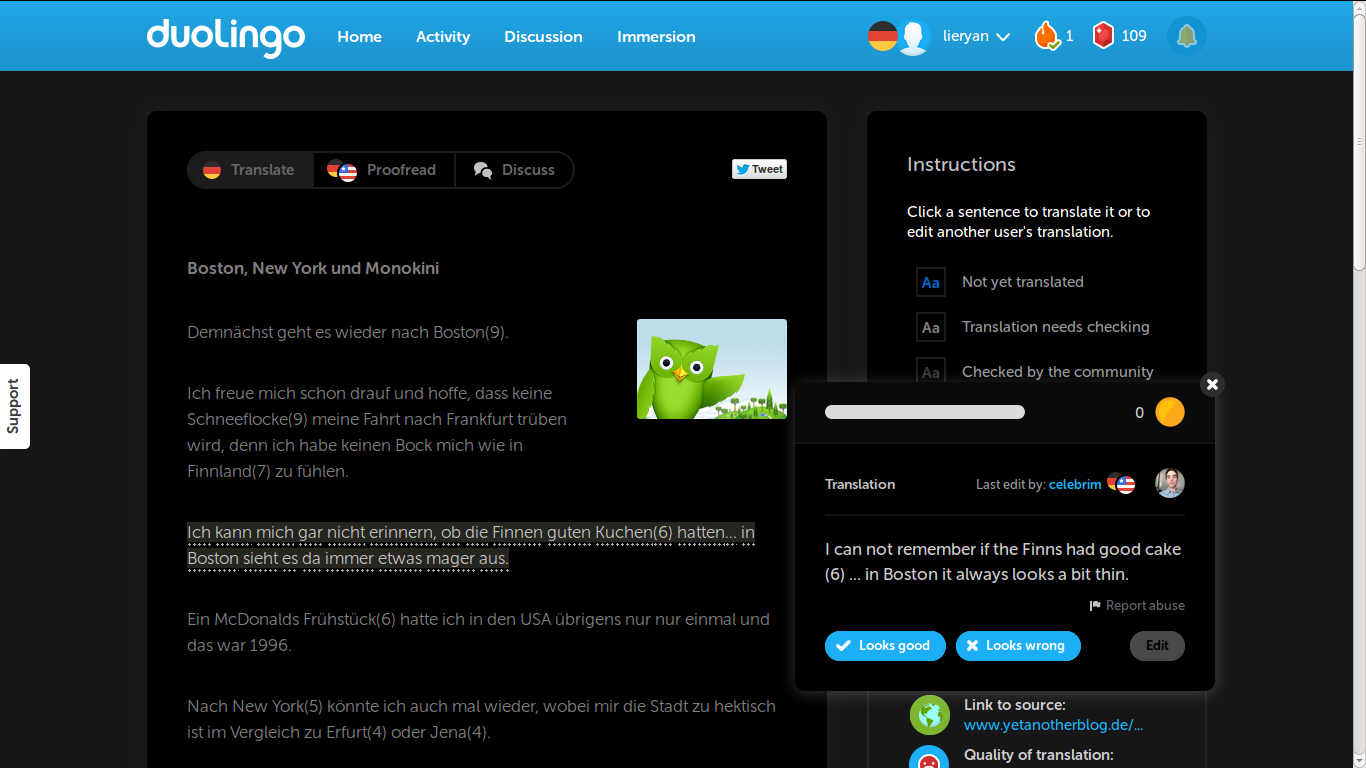 duolingo
Home
Activity
Discussion
Immersion
lieryan
1
109
Support
Translate
Proofread
Discuss
Tweet
Boston, New York und Monokini
Demnächst geht es wieder nach Boston(9).
Ich freue mich schon drauf und hoffe, dass keine
Schneeflocke(9) meine Fahrt nach Frankfurt trüben
wird, denn ich habe keinen Bock mich wie in
Finnland(7) zu fühlen.
Ich kann mich gar nicht erinnern, ob die Finnen guten Kuchen(6) hatten... in
Boston sieht es da immer etwas mager aus.
Ein McDonalds Frühstück(6) hatte ich in den USA übrigens nur nur einmal und
das war 1996.
Nach New York(5) könnte ich auch mal wieder, wobei mir die Stadt zu hektisch
ist im Vergleich zu Erfurt(4) oder Jena(4).
Instructions
Click a sentence to translate it or to
edit another user's translation.
Aa Not yet translated
Aa Translation needs checking
Aa Checked by the community
0
Translation
Last edit by: celebrim
I can not remember if the Finns had good cake
(6) ... in Boston it always looks a bit thin.
Report abuse
Looks good
Looks wrong
Edit
Link to source:
www.yetanotherblog.de/...
Quality of translation: